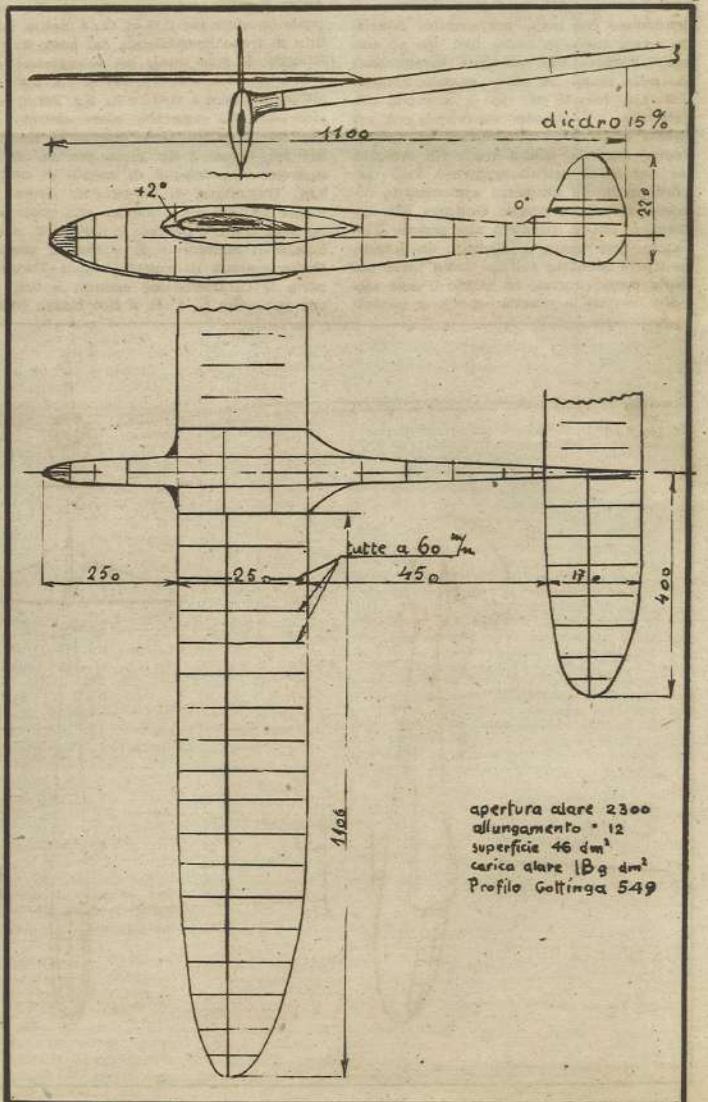 1100
diedro 15%
+2°
0°
220
tutte a 60 m/m
250
250
450
170
400
1106
apertura alare 2300
allungamento = 12
superficie 46 dm²
carica alare 18 g dm²
Profilo Gottinga 549